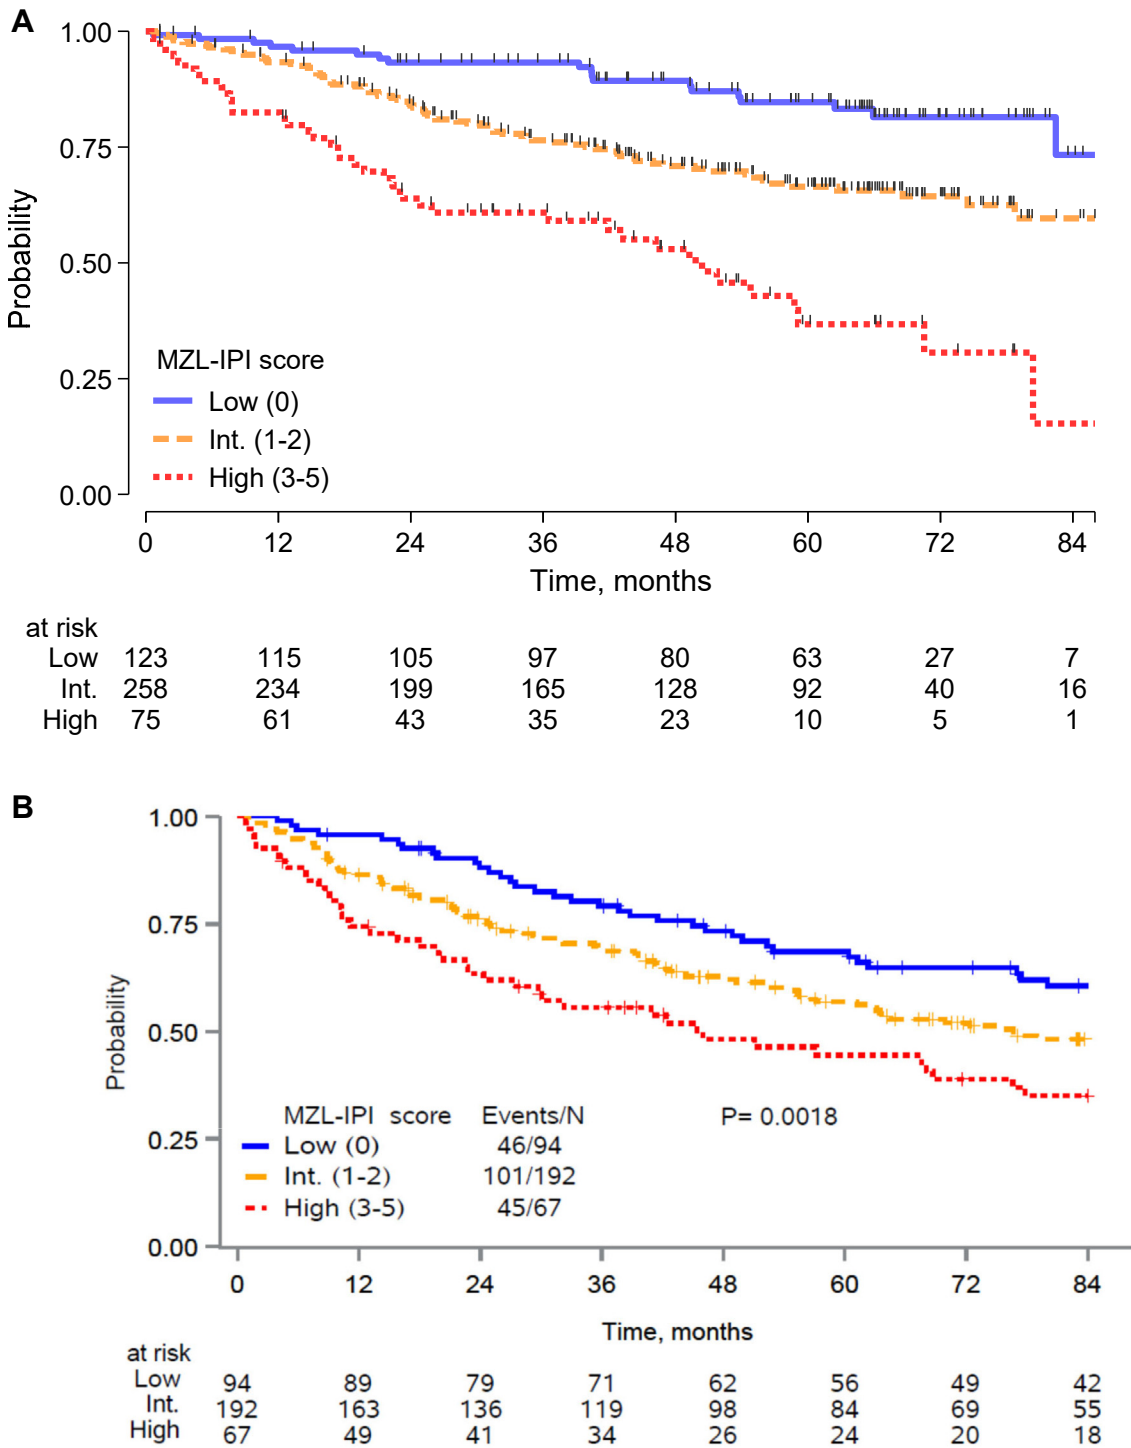 A
1.00
0.75
0.50
0.25
0.00
Probability
MZL-IPI score
Low (0)
Int. (1-2)
High (3-5)
0 12 24 36 48 60 72 84
Time, months
at risk
Low 123 115 105 97 80 63 27 7
Int. 258 234 199 165 128 92 40 16
High 75 61 43 35 23 10 5 1
B
1.00
0.75
0.50
0.25
0.00
Probability
MZL-IPI score Events/N P= 0.0018
Low (0) 46/94
Int. (1-2) 101/192
High (3-5) 45/67
0 12 24 36 48 60 72 84
Time, months
at risk
Low 94 89 79 71 62 56 49 42
Int. 192 163 136 119 98 84 69 55
High 67 49 41 34 26 24 20 18